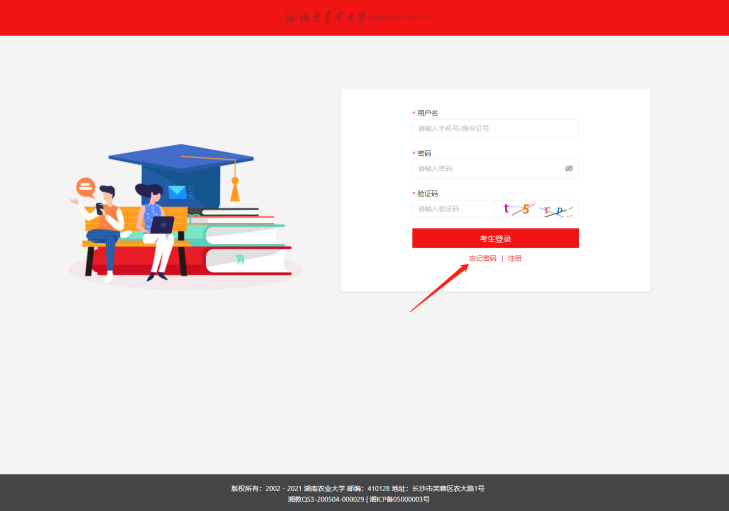 湖南农业大学
* 用户名
请输入手机号/身份证号
* 密码
请输入密码
* 验证码
请输入验证码
t 5 r p
考生登录
忘记密码 | 注册
版权所有：2002 - 2021 湖南农业大学 邮编：410128 地址：长沙市芙蓉区农大路1号
湘教QS3-200504-000029 | 湘ICP备05000003号